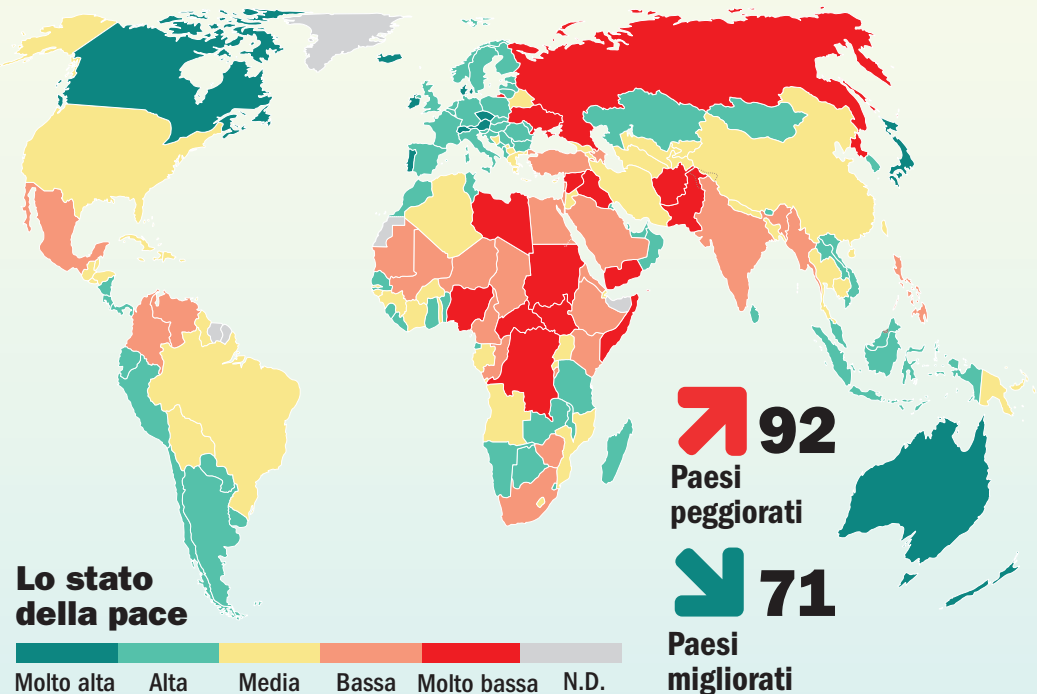 92
Paesi
peggiorati
71
Paesi
migliorati
Lo stato
della pace
Molto alta
Alta
Media
Bassa
Molto bassa
N.D.